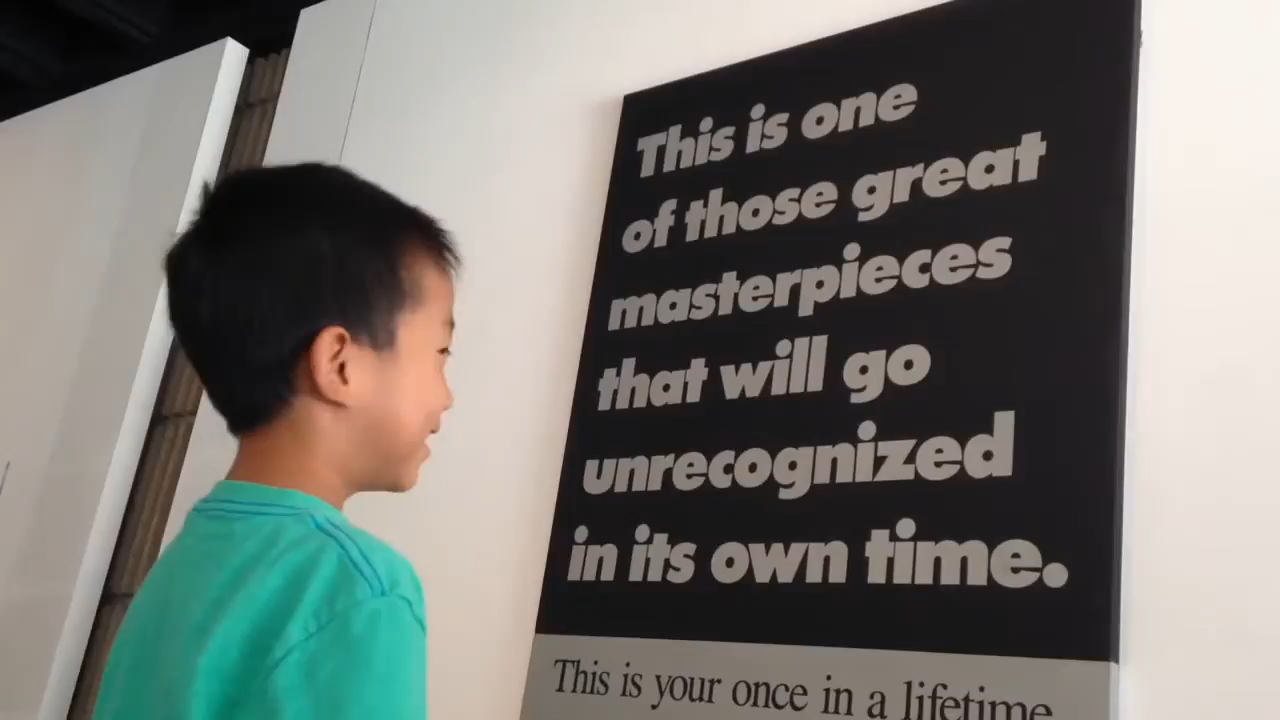 This is one
of those great
masterpieces
that will go
unrecognized
in its own time.
This is your once in a lifetime